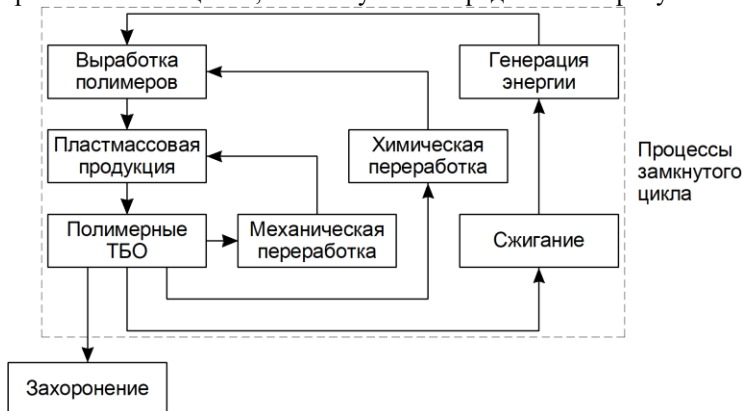 Выработка
полимеров
Генерация
энергии
Пластмассовая
продукция
Химическая
переработка
Процессы
замкнутого
цикла
Полимерные
ТБО
Механическая
переработка
Сжигание
Захоронение